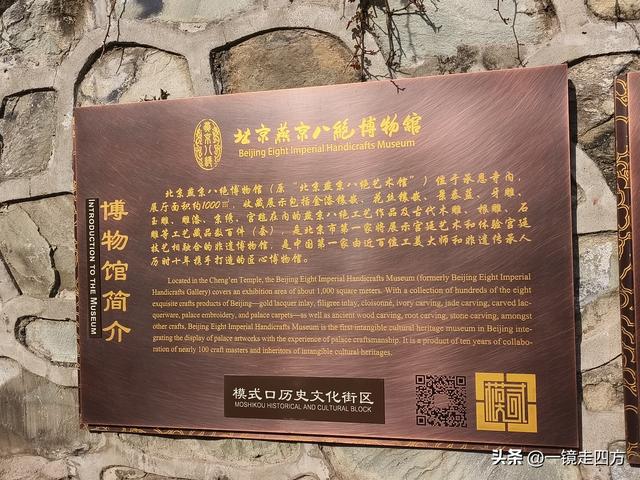 燕京八绝
北京燕京八绝博物馆
Beijing Eight Imperial Handicrafts Museum
博物馆简介
INTRODUCTION TO THE MUSEUM
北京燕京八绝博物馆（原“北京燕京八绝艺术馆”）位于承恩寺内，
展厅面积约1000㎡，收藏展示包括金漆镶嵌、花丝镶嵌、景泰蓝、牙雕、
玉雕、雕漆、京绣、宫毯在内的燕京八绝工艺作品及古代木雕、根雕、石
雕等工艺藏品数百件（套），是北京市第一家将展示宫廷艺术和体验宫廷
技艺相融合的非遗博物馆，是中国第一家由近百位工美大师和非遗传承人
历时十年携手打造的匠心博物馆。
Located in the Cheng'en Temple, the Beijing Eight Imperial Handicrafts Museum (formerly Beijing Eight Imperial
Handicrafts Gallery) covers an exhibition area of about 1,000 square meters. With a collection of hundreds of the eight
exquisite crafts products of Beijing—gold lacquer inlay, filigree inlay, cloisonné, ivory carving, jade carving, carved lac-
querware, palace embroidery, and palace carpets—as well as ancient wood carving, root carving, stone carving, amongst
other crafts, Beijing Eight Imperial Handicrafts Museum is the first intangible cultural heritage museum in Beijing inte-
grating the display of palace artworks with the experience of palace craftsmanship. It is a product of ten years of collabo-
ration of nearly 100 craft masters and inheritors of intangible cultural heritages.
模式口历史文化街区
MOSHIKOU HISTORICAL AND CULTURAL BLOCK
头条 @一镜走四方